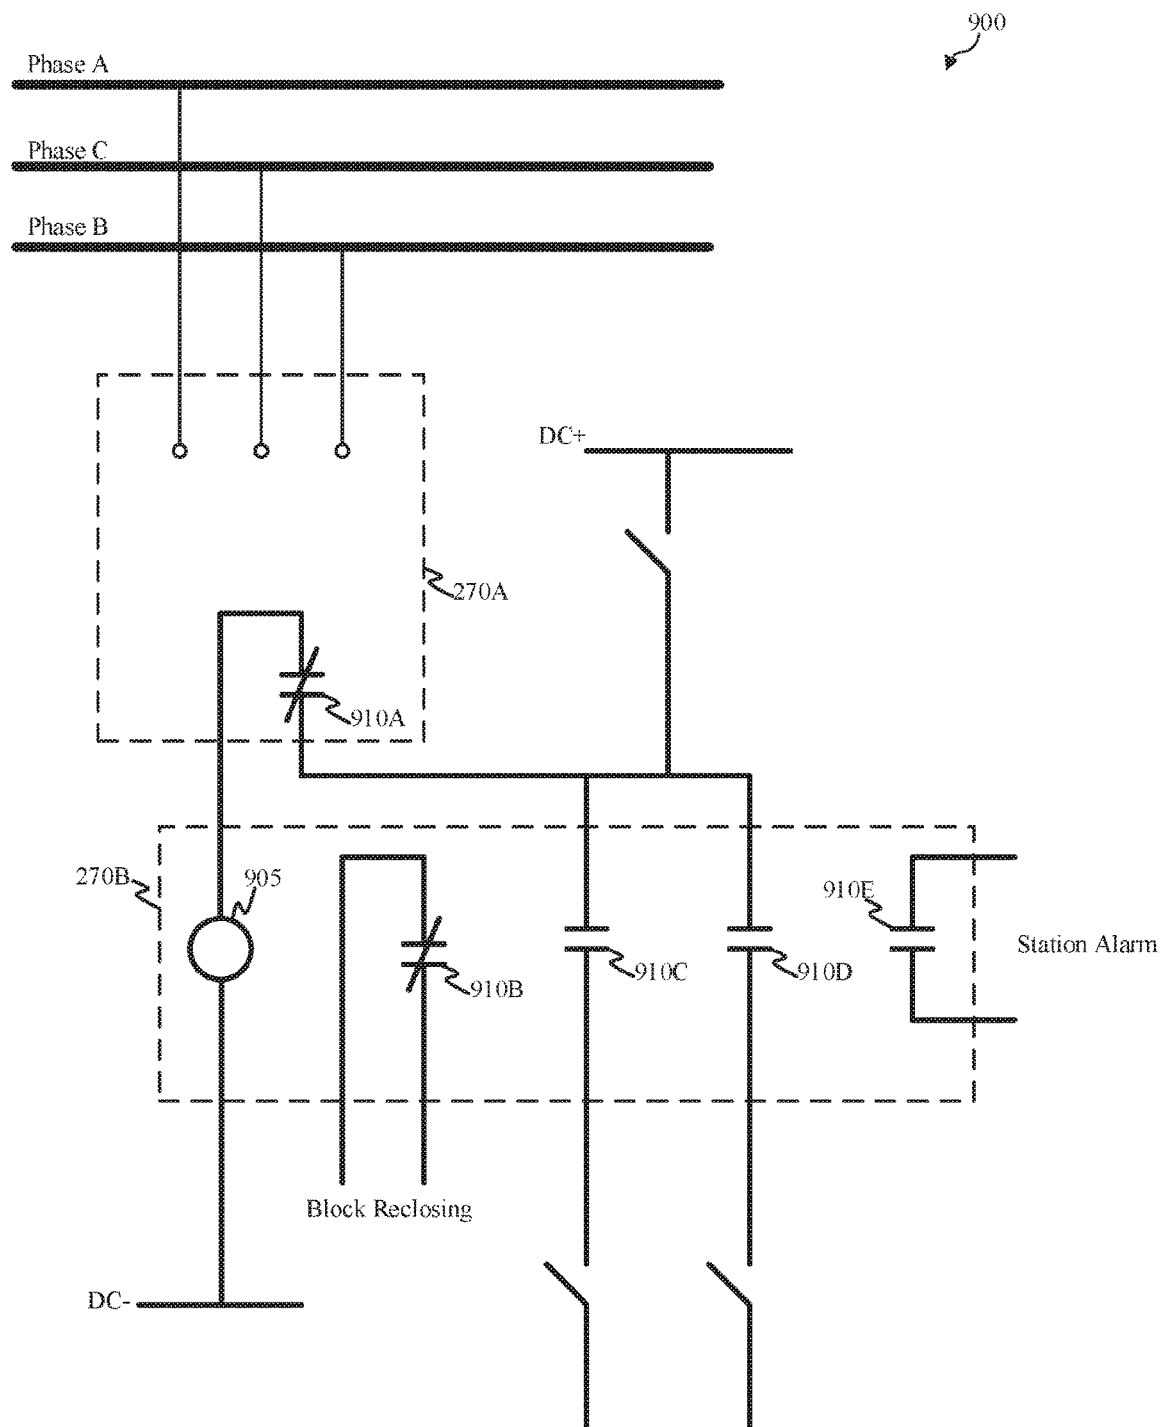 900
Phase A
Phase C
Phase B
DC+
270A
910A
270B
905
910E
Station Alarm
910B
910C
910D
Block Reclosing
DC-